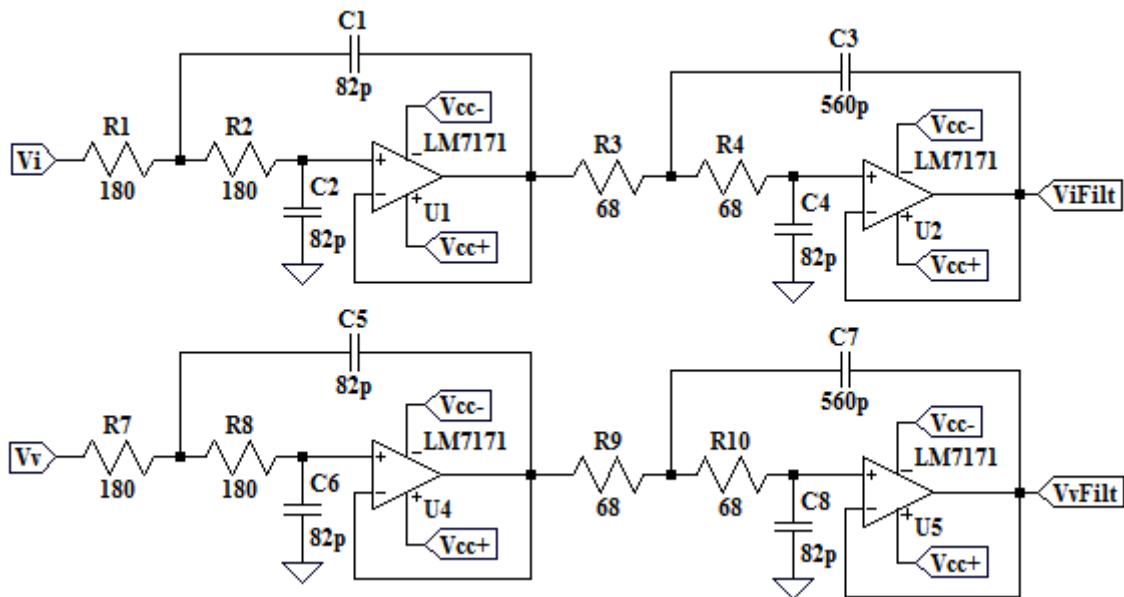 C1
82p
C3
560p
Vcc-
Vcc-
R1
R2
LM7171
R3
R4
LM7171
Vi
+
−
+
−
ViFilt
180
180
C2
−
+
U1
68
68
C4
−
+
U2
82p
Vcc+
82p
Vcc+
C5
82p
C7
560p
Vcc-
Vcc-
R7
R8
LM7171
R9
R10
LM7171
Vv
+
−
+
−
VvFilt
180
180
C6
−
+
U4
68
68
C8
−
+
U5
82p
Vcc+
82p
Vcc+